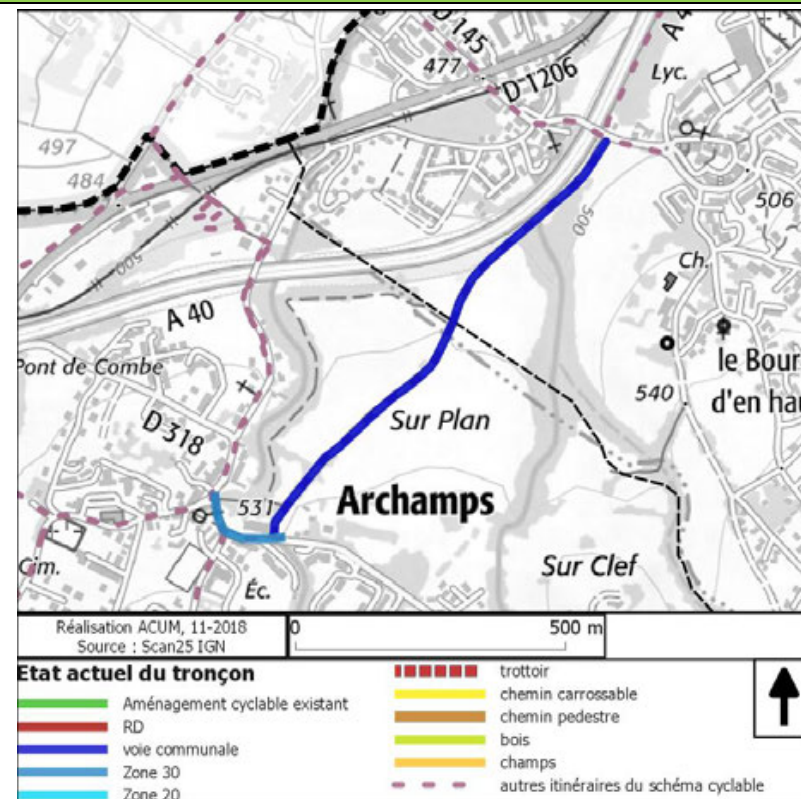 D 145
A 4
477
D 1206
Lyc.
497
484
506
500
500
Ch.
A 40
Pont de Combe
le Bour
d'en hau
540
Sur Plan
D 318
Archamps
531
Cim.
Éc.
Sur Clef
Réalisation ACUM, 11-2018
Source : Scan25 IGN
0 500 m
Etat actuel du tronçon
Aménagement cyclable existant
RD
voie communale
Zone 30
Zone 20
trottoir
chemin carrossable
chemin pedestre
bois
champs
autres itinéraires du schéma cyclable